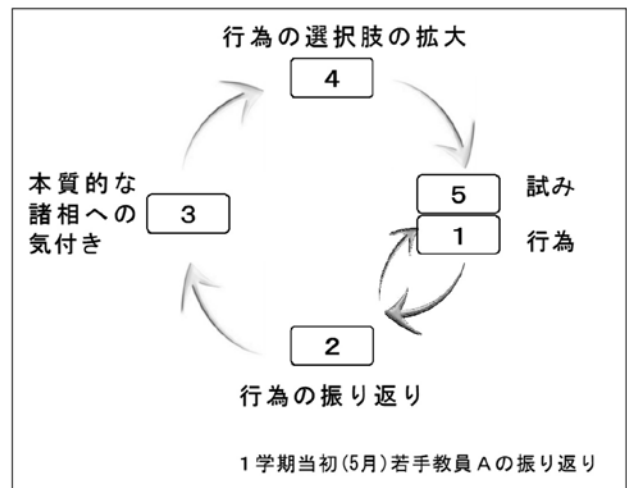 行為の選択肢の拡大
4
本質的な
諸相への
気付き
3
5
試み
1
行為
2
行為の振り返り
1学期当初(5月)若手教員Aの振り返り